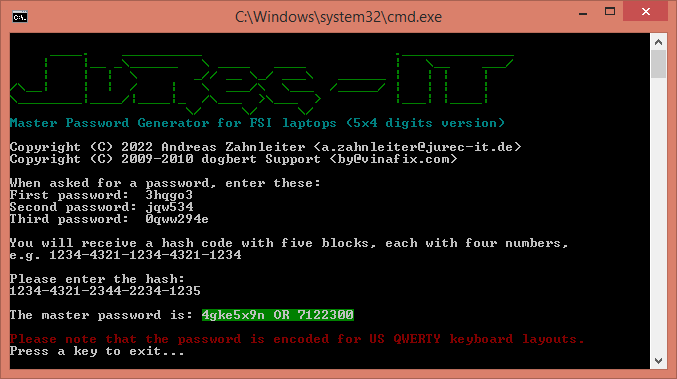 C:\Windows\system32\cmd.exe
JuRec-IT
Master Password Generator for FSI laptops (5x4 digits version)
Copyright (C) 2022 Andreas Zahnleiter <a.zahnleiter@jurec-it.de>
Copyright (C) 2009-2010 dogbert Support <by@vinafix.com>
When asked for a password, enter these:
First password:  3hqgo3
Second password: jqw534
Third password:  0qww294e
You will receive a hash code with five blocks, each with four numbers,
e.g. 1234-4321-1234-4321-1234
Please enter the hash:
1234-4321-2344-2234-1235
The master password is: 4gke5x9n OR 7122300
Please note that the password is encoded for US QWERTY keyboard layouts.
Press a key to exit...